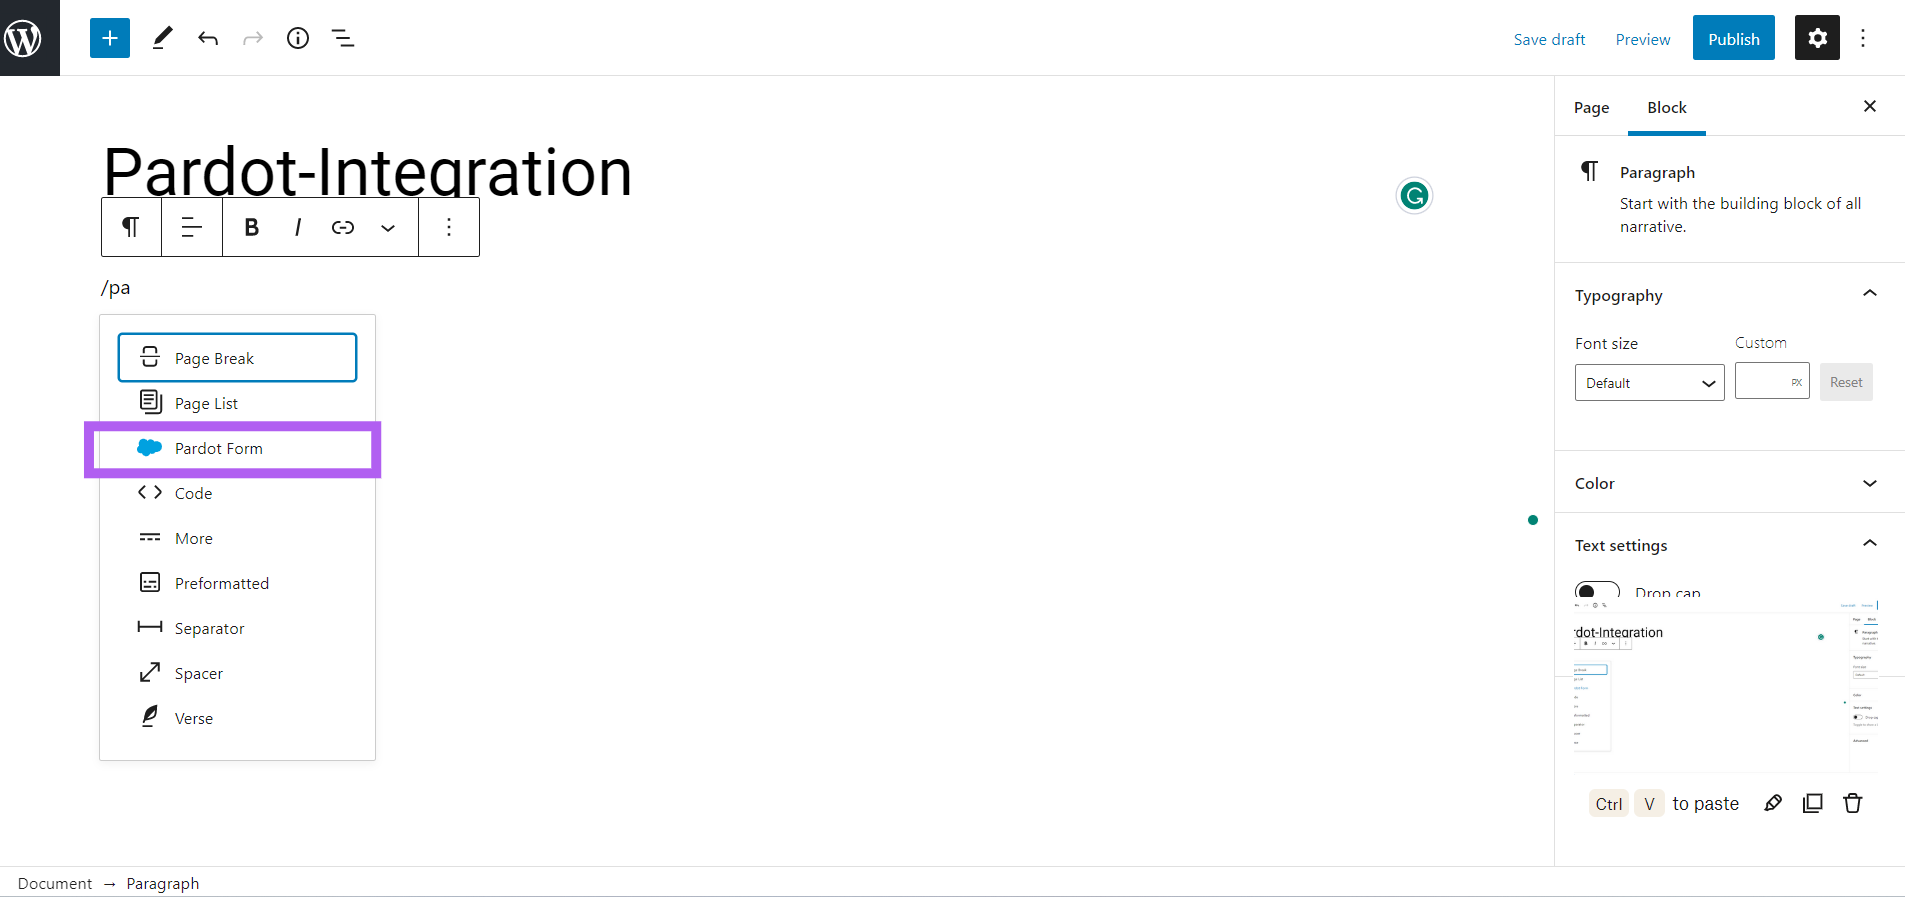 Save draft Preview Publish
Pardot-Integration
B I
/pa
Page Break
Page List
Pardot Form
Code
More
Preformatted
Separator
Spacer
Verse
Page Block
Paragraph
Start with the building block of all
narrative.
Typography
Font size Custom
Default PX Reset
Color
Text settings
Drop cap
rdot-Integration
Ctrl V to paste
Document → Paragraph